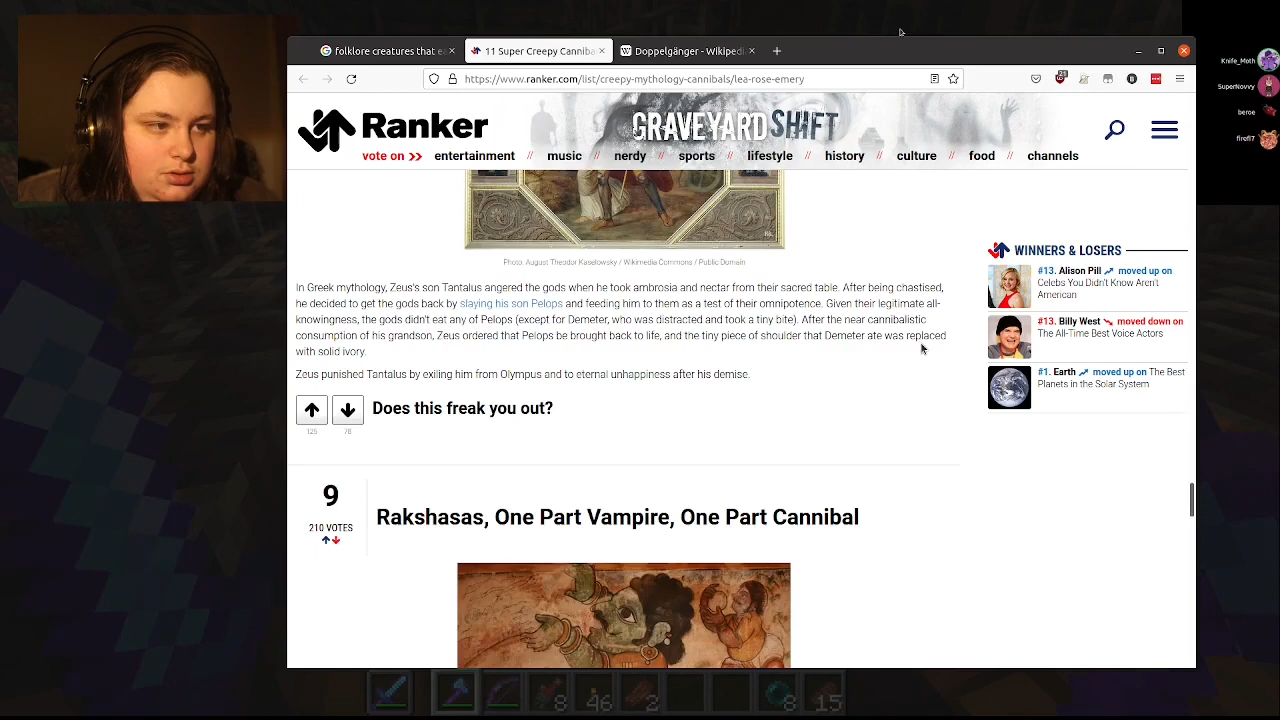 folklore creatures that ea
11 Super Creepy Canniba
Doppelgänger - Wikipedi
https://www.ranker.com/list/creepy-mythology-cannibals/lea-rose-emery
Knife_Moth
SuperNovvy
beroe
firefi7
Ranker
GRAVEYARD SHIFT
vote on >> entertainment // music // nerdy // sports // lifestyle // history // culture // food // channels
Photo: August Theodor Kaselowsky / Wikimedia Commons / Public Domain
In Greek mythology, Zeus's son Tantalus angered the gods when he took ambrosia and nectar from their sacred table. After being chastised,
he decided to get the gods back by slaying his son Pelops and feeding him to them as a test of their omnipotence. Given their legitimate all-
knowingness, the gods didn't eat any of Pelops (except for Demeter, who was distracted and took a tiny bite). After the near cannibalistic
consumption of his grandson, Zeus ordered that Pelops be brought back to life, and the tiny piece of shoulder that Demeter ate was replaced
with solid ivory.
Zeus punished Tantalus by exiling him from Olympus and to eternal unhappiness after his demise.
Does this freak you out?
125
78
WINNERS & LOSERS
#13. Alison Pill moved up on
Celebs You Didn't Know Aren't
American
#13. Billy West moved down on
The All-Time Best Voice Actors
#1. Earth moved up on The Best
Planets in the Solar System
9
210 VOTES
Rakshasas, One Part Vampire, One Part Cannibal
8
46
2
8
15